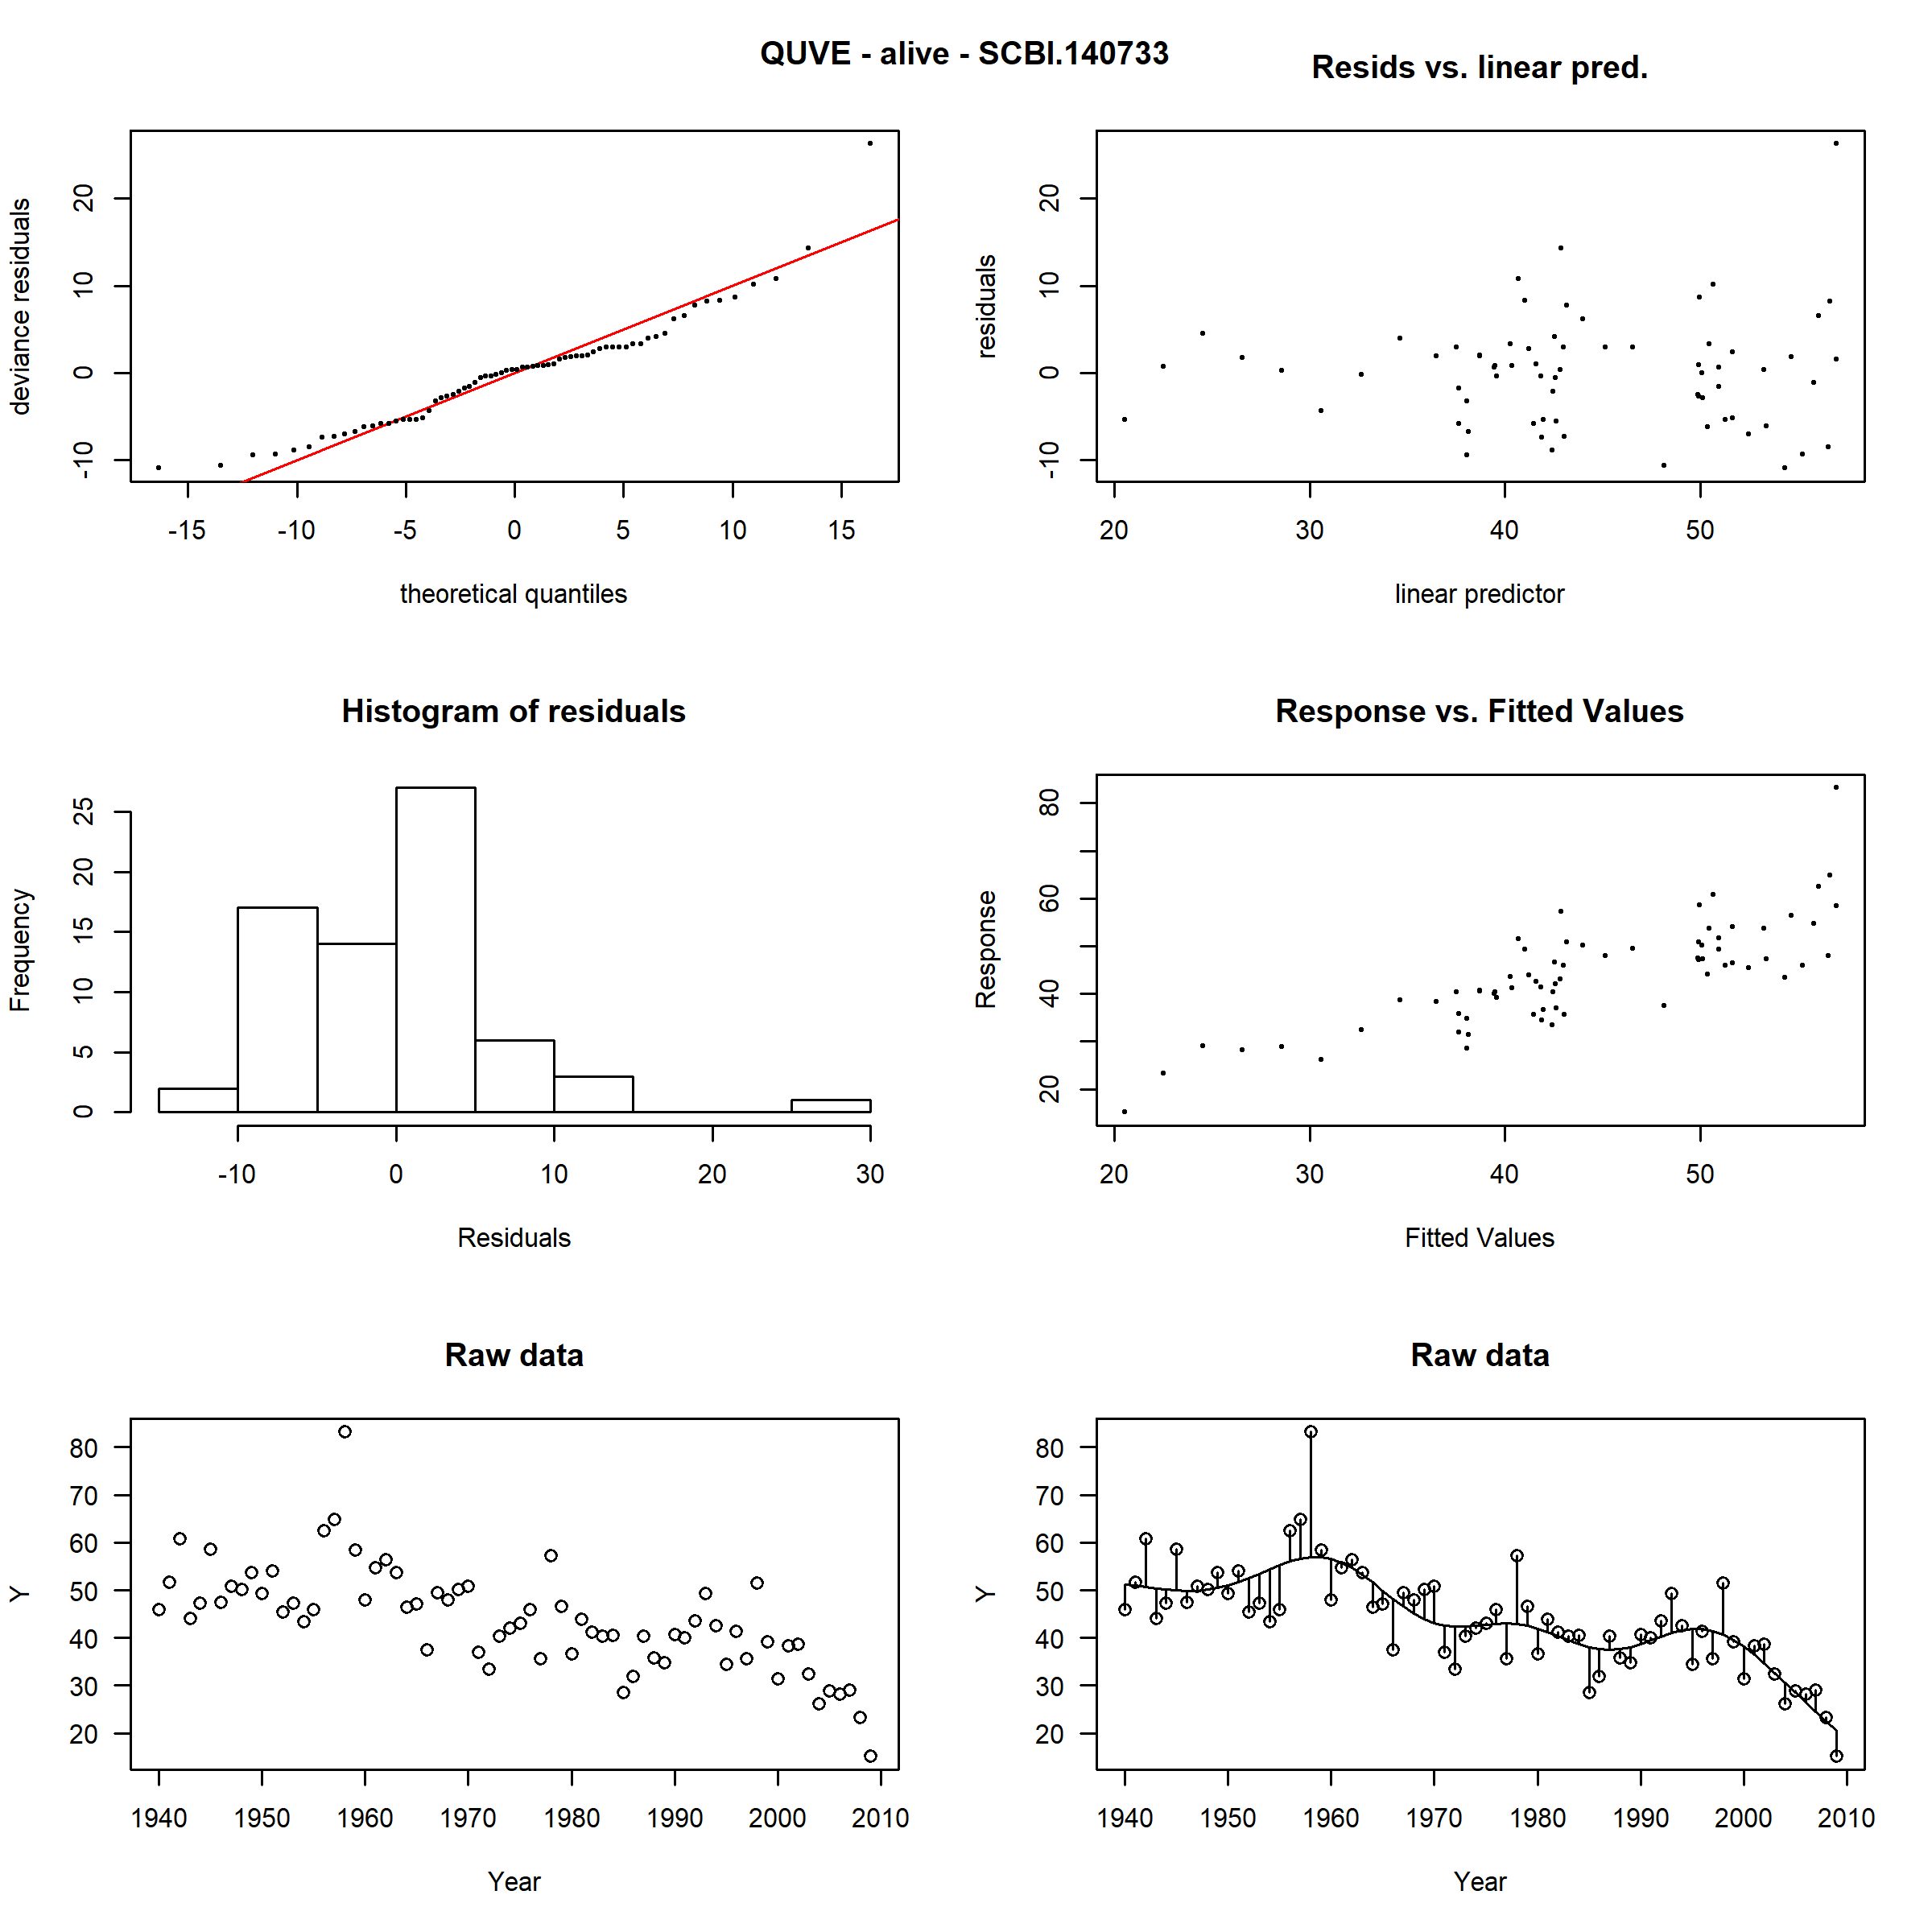 QUVE - alive - SCBI.140733
Resids vs. linear pred.
deviance residuals
-10 0 10 20
-15 -10 -5 0 5 10 15
theoretical quantiles
residuals
-10 0 10 20
20 30 40 50
linear predictor
Histogram of residuals
Frequency
0 5 10 15 20 25
-10 0 10 20 30
Residuals
Response vs. Fitted Values
Response
20 40 60 80
20 30 40 50
Fitted Values
Raw data
Y
20 30 40 50 60 70 80
1940 1950 1960 1970 1980 1990 2000 2010
Year
Raw data
Y
20 30 40 50 60 70 80
1940 1950 1960 1970 1980 1990 2000 2010
Year